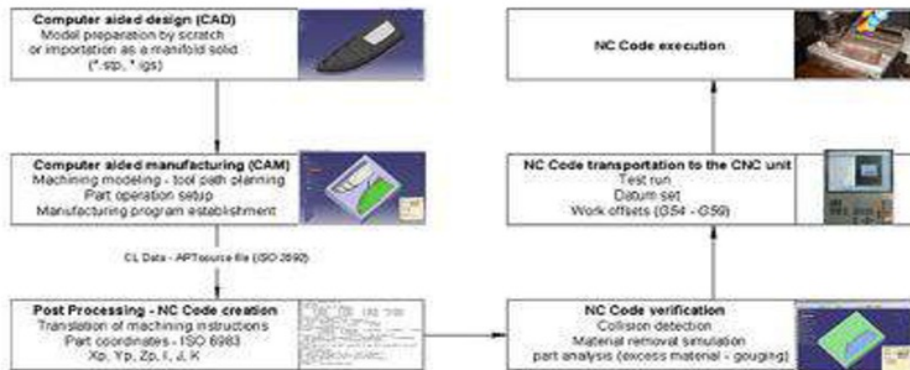 Computer aided design (CAD)
Model preparation by scratch
or importation as a manifold solid
(*.stp, *.igs)
Computer aided manufacturing (CAM)
Machining modeling - tool path planning
Part operation setup
Manufacturing program establishment
CL Data - APTsource file (ISO 3592)
Post Processing - NC Code creation
Translation of machining instructions
Part coordinates - ISO 6983
Xp, Yp, Zp, I, J, K
NC Code verification
Collision detection
Material removal simulation
part analysis (excess material - gouging)
NC Code transportation to the CNC unit
Test run
Datum set
Work offsets (G54 - G59)
NC Code execution